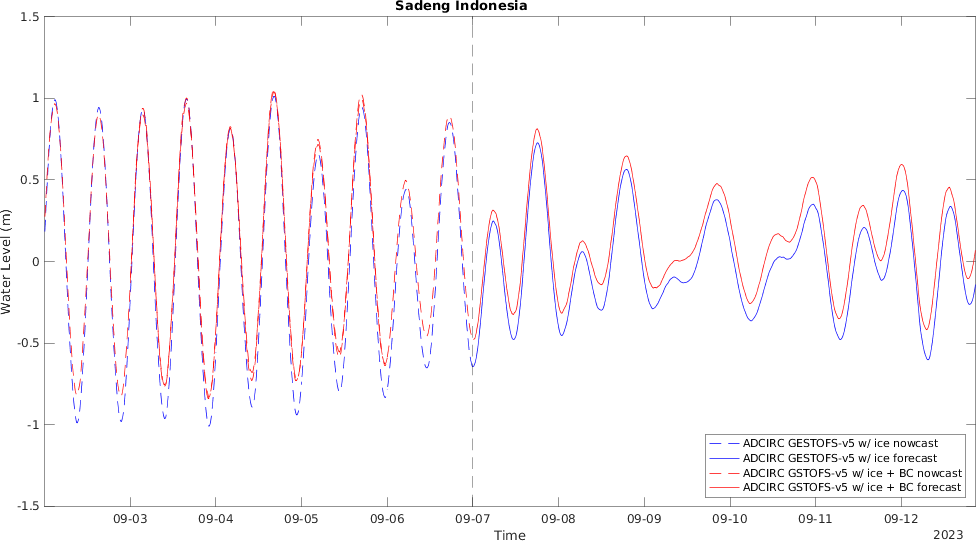 Sadeng Indonesia
1.5
1
0.5
0
-0.5
-1
-1.5
Water Level (m)
09-03 09-04 09-05 09-06 09-07 09-08 09-09 09-10 09-11 09-12
Time
2023
ADCIRC GESTOFS-v5 w/ ice nowcast
ADCIRC GESTOFS-v5 w/ ice forecast
ADCIRC GSTOFS-v5 w/ ice + BC nowcast
ADCIRC GSTOFS-v5 w/ ice + BC forecast